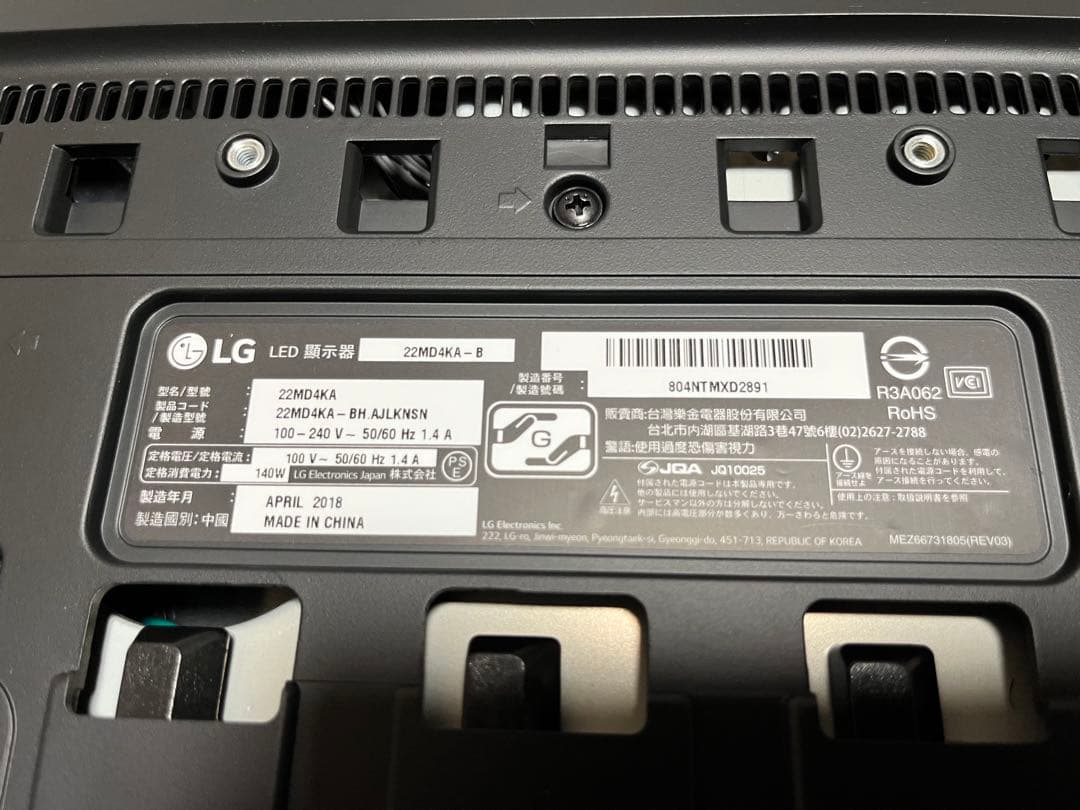 LG LED 顯示器 22MD4KA-B
型名/型號 : 22MD4KA
製品コード
/製造型號 : 22MD4KA-BH.AJLKNSN
電 源 : 100-240 V~ 50/60 Hz 1.4 A
定格電圧/定格電流: 100 V~ 50/60 Hz 1.4 A
定格消費電力: 140W LG Electronics Japan 株式会社 PSE
製造年月 : APRIL 2018
製造國別: 中國 MADE IN CHINA
製造番号
/製造號碼 : 804NTMXD2891
R3A062
RoHS
VCI
G
販賣商:台灣樂金電器股份有限公司
台北市内湖區基湖路3巷47號6樓(02)2627-2788
警語:使用過度恐傷害視力
JQA JQ10025
高圧注意
付属された電源コードは本製品専用です。
他の製品には使用しないでください。
サービスマン以外の方は分解しないでください。
内部には高電圧部分が数多くあり、万一さわると危険です。
アースを接続せよ
アースを接続しない場合、感電の
原因になることがあります。
付属された電源コードを利用して、
アース接続を行ってください。
使用上の注意:取扱説明書を参照
LG Electronics Inc.
222, LG-ro, Jinwi-myeon, Pyeongtaek-si, Gyeonggi-do, 451-713, REPUBLIC OF KOREA
MEZ66731805(REV03)